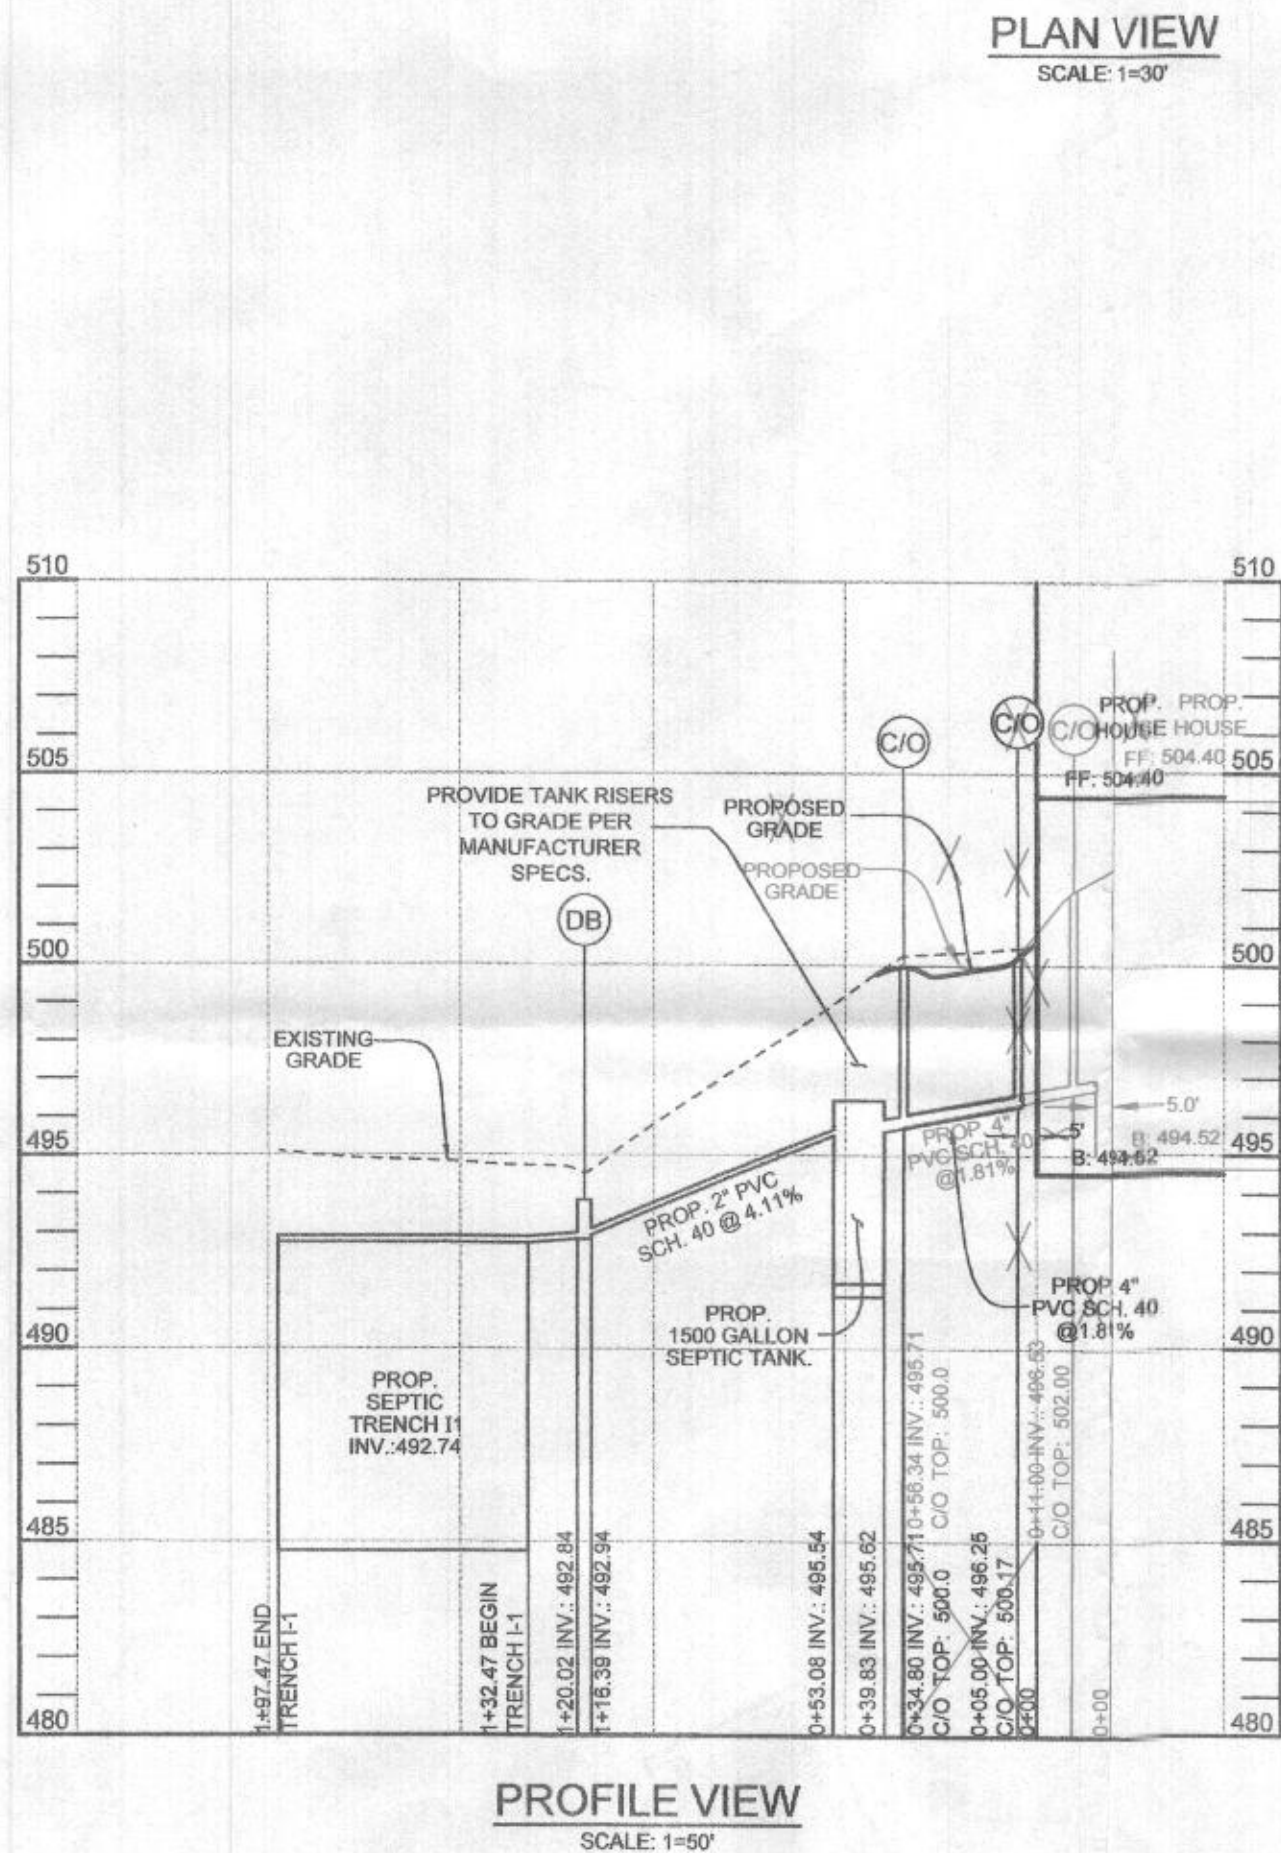 PLAN VIEW
SCALE: 1=30'
510
510
C/O
C/O
C/O
PROP.
HOUSE
FF: 504.40
PROP.
HOUSE
FF: 504.40
505
505
PROVIDE TANK RISERS
TO GRADE PER
MANUFACTURER
SPECS.
PROPOSED
GRADE
PROPOSED
GRADE
DB
500
500
EXISTING
GRADE
495
495
5.0'
5'
B: 494.52
B: 494.52
PROP. 4"
PVC SCH. 40
@1.81%
PROP. 2" PVC
SCH. 40 @ 4.11%
PROP. 4"
PVC SCH. 40
@1.81%
PROP.
1500 GALLON
SEPTIC TANK.
490
490
PROP.
SEPTIC
TRENCH I1
INV.:492.74
485
485
1+97.47 END
TRENCH I-1
1+32.47 BEGIN
TRENCH I-1
1+20.02 INV.: 492.84
1+16.39 INV.: 492.94
0+53.08 INV.: 495.54
0+39.83 INV.: 495.62
0+34.80 INV.: 495.71
C/O TOP: 500.0
0+56.34 INV.: 495.71
C/O TOP: 500.0
0+05.00 INV.: 496.25
C/O TOP: 500.17
0+00
0+11.00 INV.: 496.53
C/O TOP: 502.00
0+00
480
480
PROFILE VIEW
SCALE: 1=50'